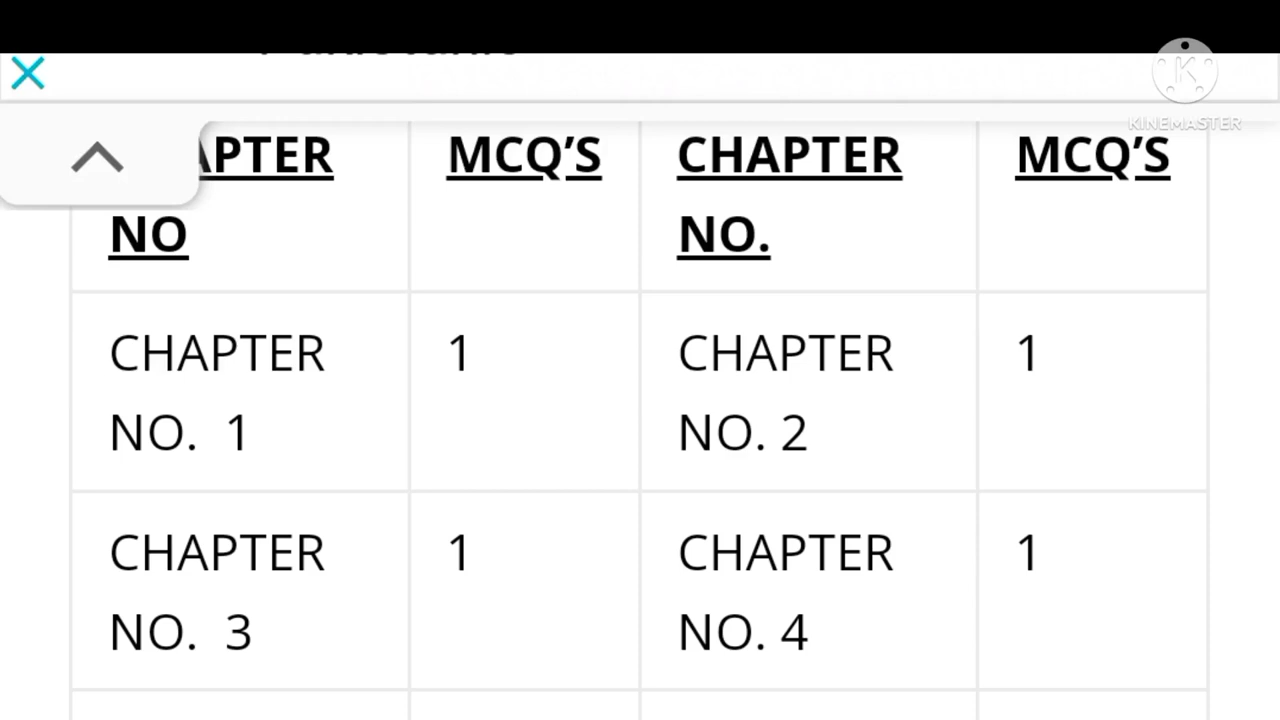 KINEMASTER
APTER NO
MCQ’S
CHAPTER NO.
MCQ’S
CHAPTER NO. 1
1
CHAPTER NO. 2
1
CHAPTER NO. 3
1
CHAPTER NO. 4
1